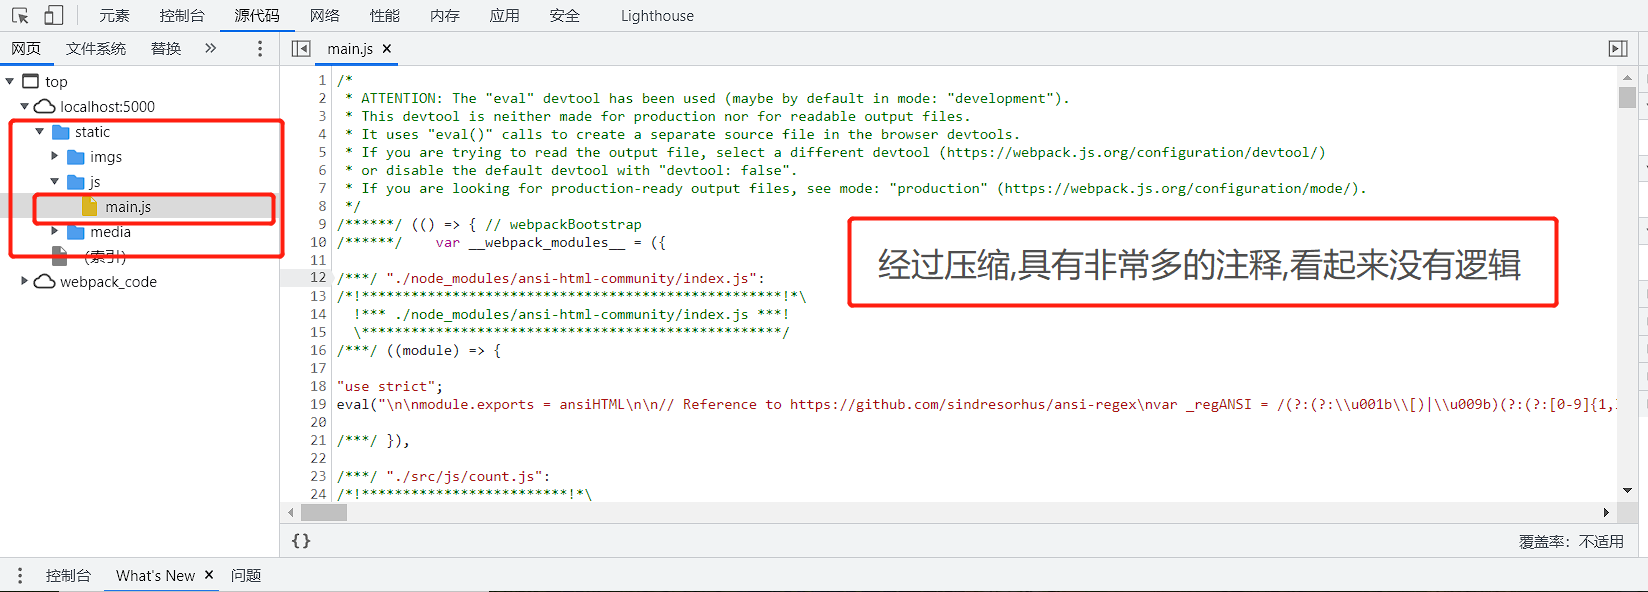 元素 控制台 源代码 网络 性能 内存 应用 安全 Lighthouse
网页 文件系统 替换 » main.js ×
top
localhost:5000
static
imgs
js
main.js
media
(索引)
webpack_code
1 /*
2  * ATTENTION: The "eval" devtool has been used (maybe by default in mode: "development").
3  * This devtool is neither made for production nor for readable output files.
4  * It uses "eval()" calls to create a separate source file in the browser devtools.
5  * If you are trying to read the output file, select a different devtool (https://webpack.js.org/configuration/devtool/)
6  * or disable the default devtool with "devtool: false".
7  * If you are looking for production-ready output files, see mode: "production" (https://webpack.js.org/configuration/mode/).
8  */
9 /******/ (() => { // webpackBootstrap
10 /******/    var __webpack_modules__ = ({
11
12 /***/ "./node_modules/ansi-html-community/index.js":
13 /*!***************************************************!*\
14   !*** ./node_modules/ansi-html-community/index.js ***!
15   \***************************************************/
16 /***/ ((module) => {
17
18 "use strict";
19 eval("\n\nmodule.exports = ansiHTML\n\n// Reference to https://github.com/sindresorhus/ansi-regex\nvar _regANSI = /(?:(?:\\u001b\\[)|\\u009b)(?:(?:[0-9]{1,
20
21 /***/ }),
22
23 /***/ "./src/js/count.js":
24 /*!*************************!*\
经过压缩,具有非常多的注释,看起来没有逻辑
{} 覆盖率：不适用
控制台 What's New × 问题